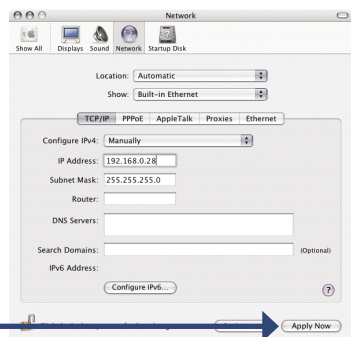 Network
Show All Displays Sound Network Startup Disk
Location: Automatic
Show: Built-in Ethernet
TCP/IP PPPoE AppleTalk Proxies Ethernet
Configure IPv4: Manually
IP Address: 192.168.0.28
Subnet Mask: 255.255.255.0
Router:
DNS Servers:
Search Domains: (Optional)
IPv6 Address:
Configure IPv6...
?
Apply Now